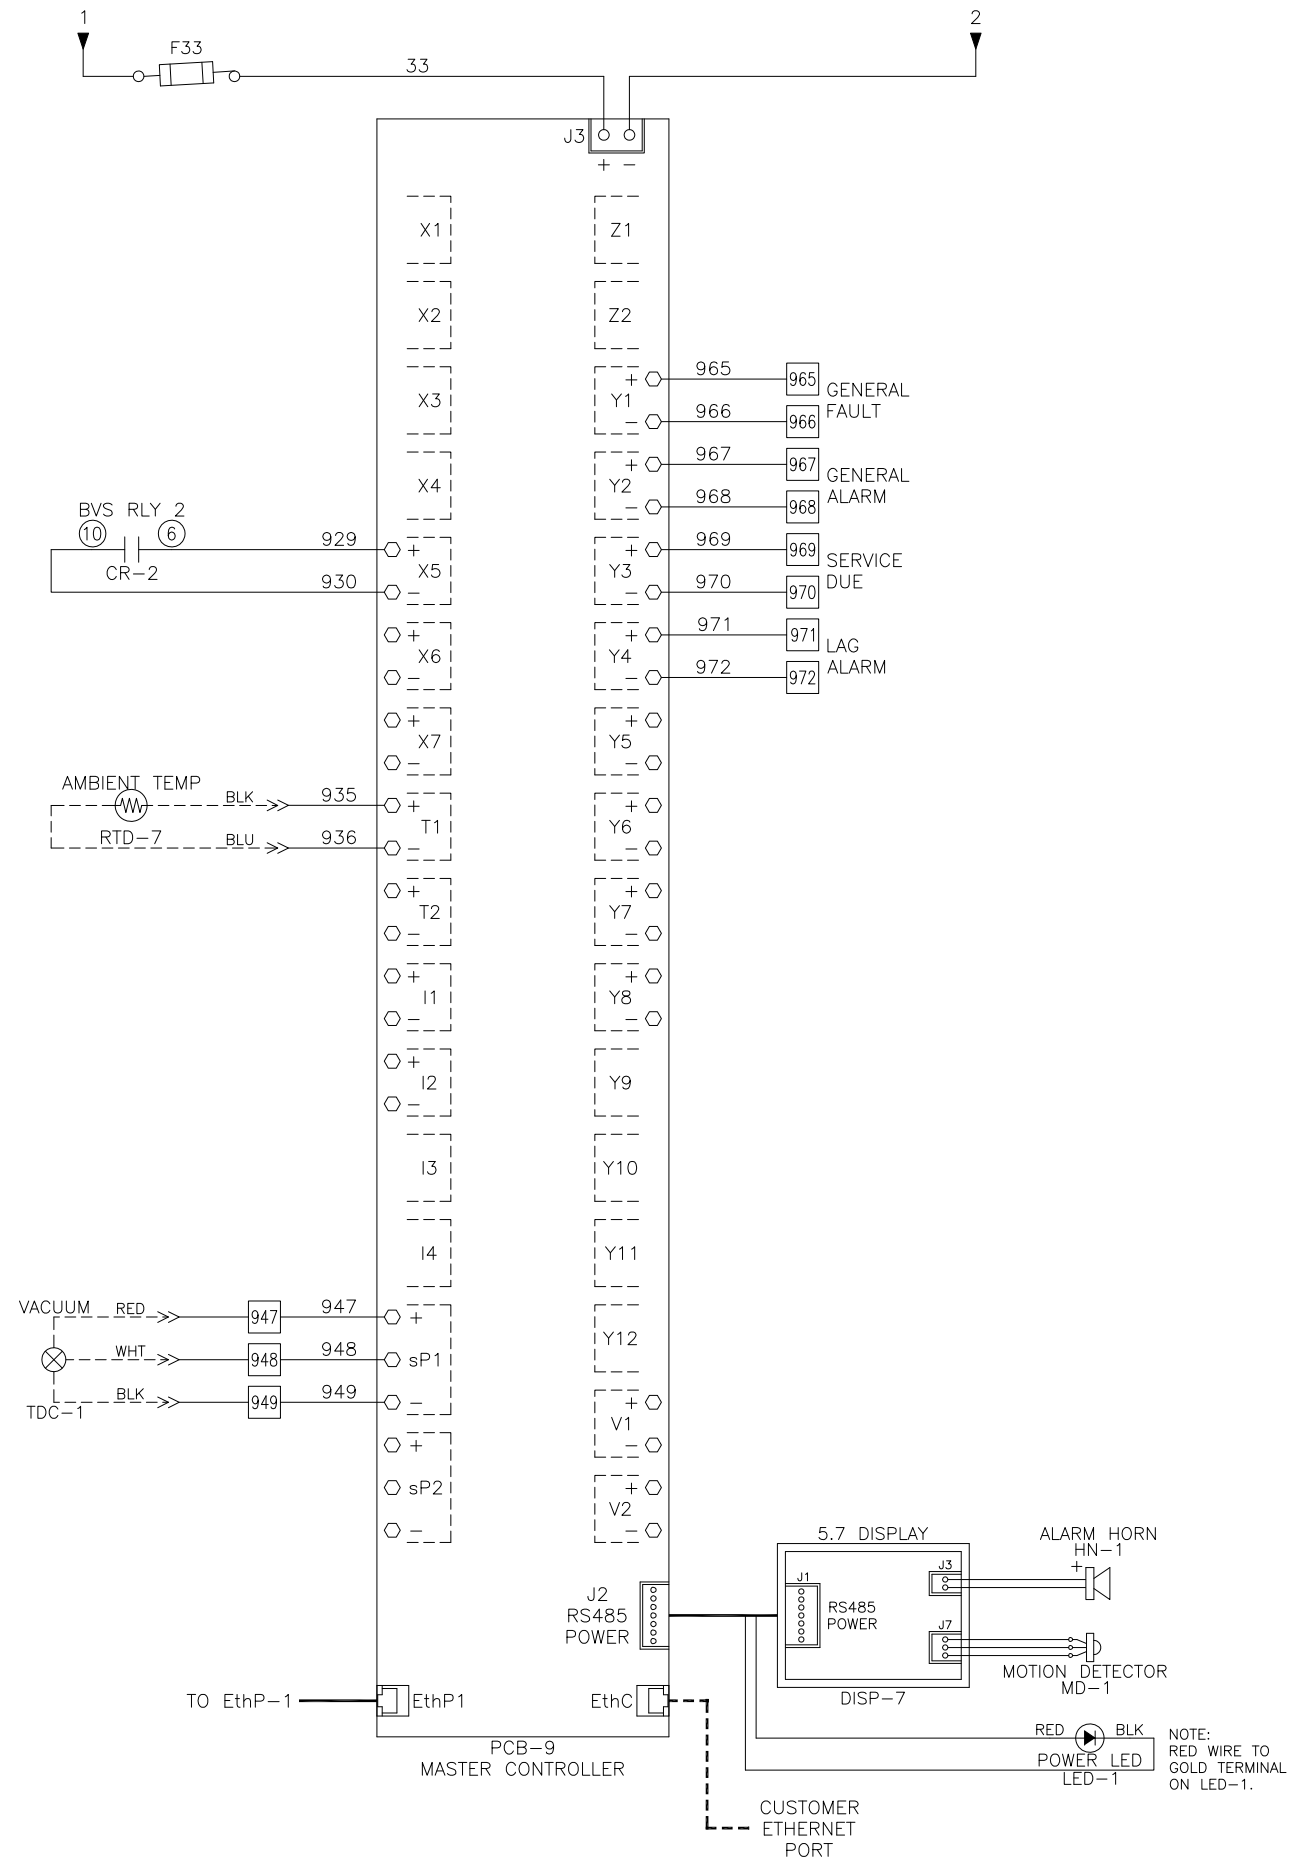 1
2
F33
33
J3
+ −
X1
Z1
X2
Z2
X3
+
Y1
−
965
965
GENERAL
FAULT
966
966
X4
+
Y2
−
967
967
GENERAL
ALARM
968
968
BVS RLY 2
10
6
CR−2
929
930
+
X5
−
+
Y3
−
969
969
SERVICE
DUE
970
970
+
X6
−
+
Y4
−
971
971
LAG
ALARM
972
972
+
X7
−
+
Y5
−
AMBIENT TEMP
BLK
935
RTD−7
BLU
936
+
T1
−
+
Y6
−
+
T2
−
+
Y7
−
+
I1
−
+
Y8
−
+
I2
−
Y9
I3
Y10
I4
Y11
VACUUM
RED
947
947
+
Y12
WHT
948
948
sP1
BLK
949
949
−
TDC−1
+
V1
−
+
sP2
−
+
V2
−
5.7 DISPLAY
ALARM HORN
HN−1
+
J3
J1
J2
RS485
POWER
RS485
POWER
J7
MOTION DETECTOR
MD−1
DISP−7
TO EthP−1
EthP1
EthC
RED
BLK
POWER LED
LED−1
NOTE:
RED WIRE TO
GOLD TERMINAL
ON LED−1.
PCB−9
MASTER CONTROLLER
CUSTOMER
ETHERNET
PORT